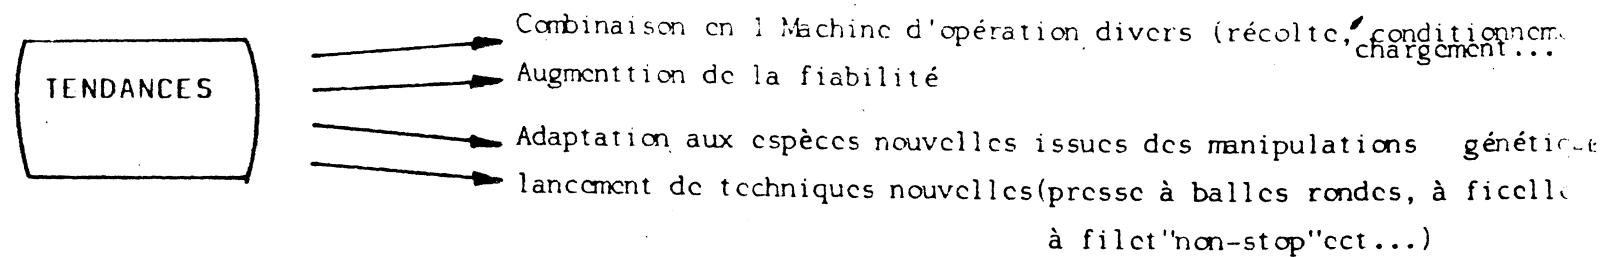 Combinaison en 1 Machine d'opération divers (récolte, conditionnem
chargement...
TENDANCES
Augmenttion de la fiabilité
Adaptation aux espèces nouvelles issues des manipulations
lancement de techniques nouvelles(presse à balles rondes, à ficelle
à filet"non-stop"ect...)